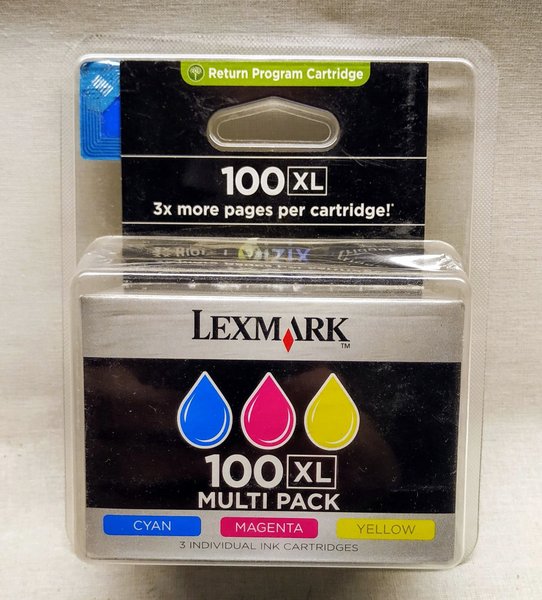 Return Program Cartridge
100 XL
3x more pages per cartridge!*
LEXMARK™
100 XL
MULTI PACK
CYAN MAGENTA YELLOW
3 INDIVIDUAL INK CARTRIDGES